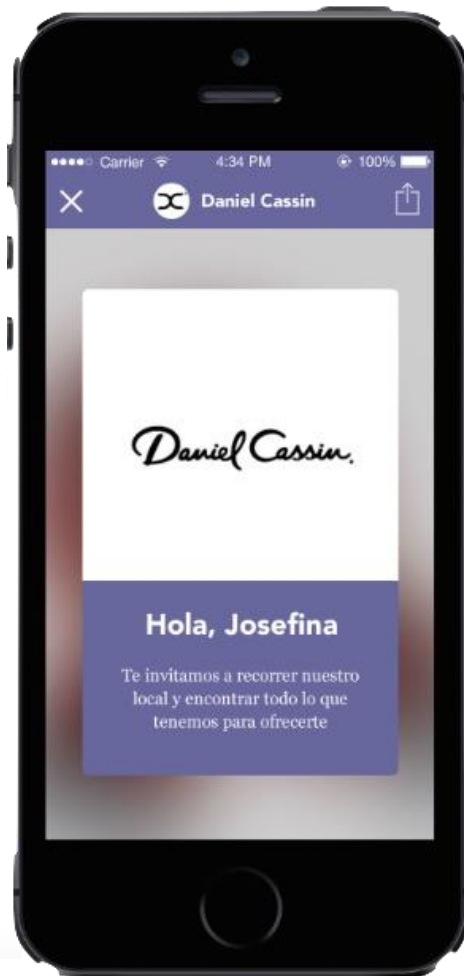 Carrier 4:34 PM 100%
Daniel Cassin
Daniel Cassin.
Hola, Josefina
Te invitamos a recorrer nuestro
local y encontrar todo lo que
tenemos para ofrecerte